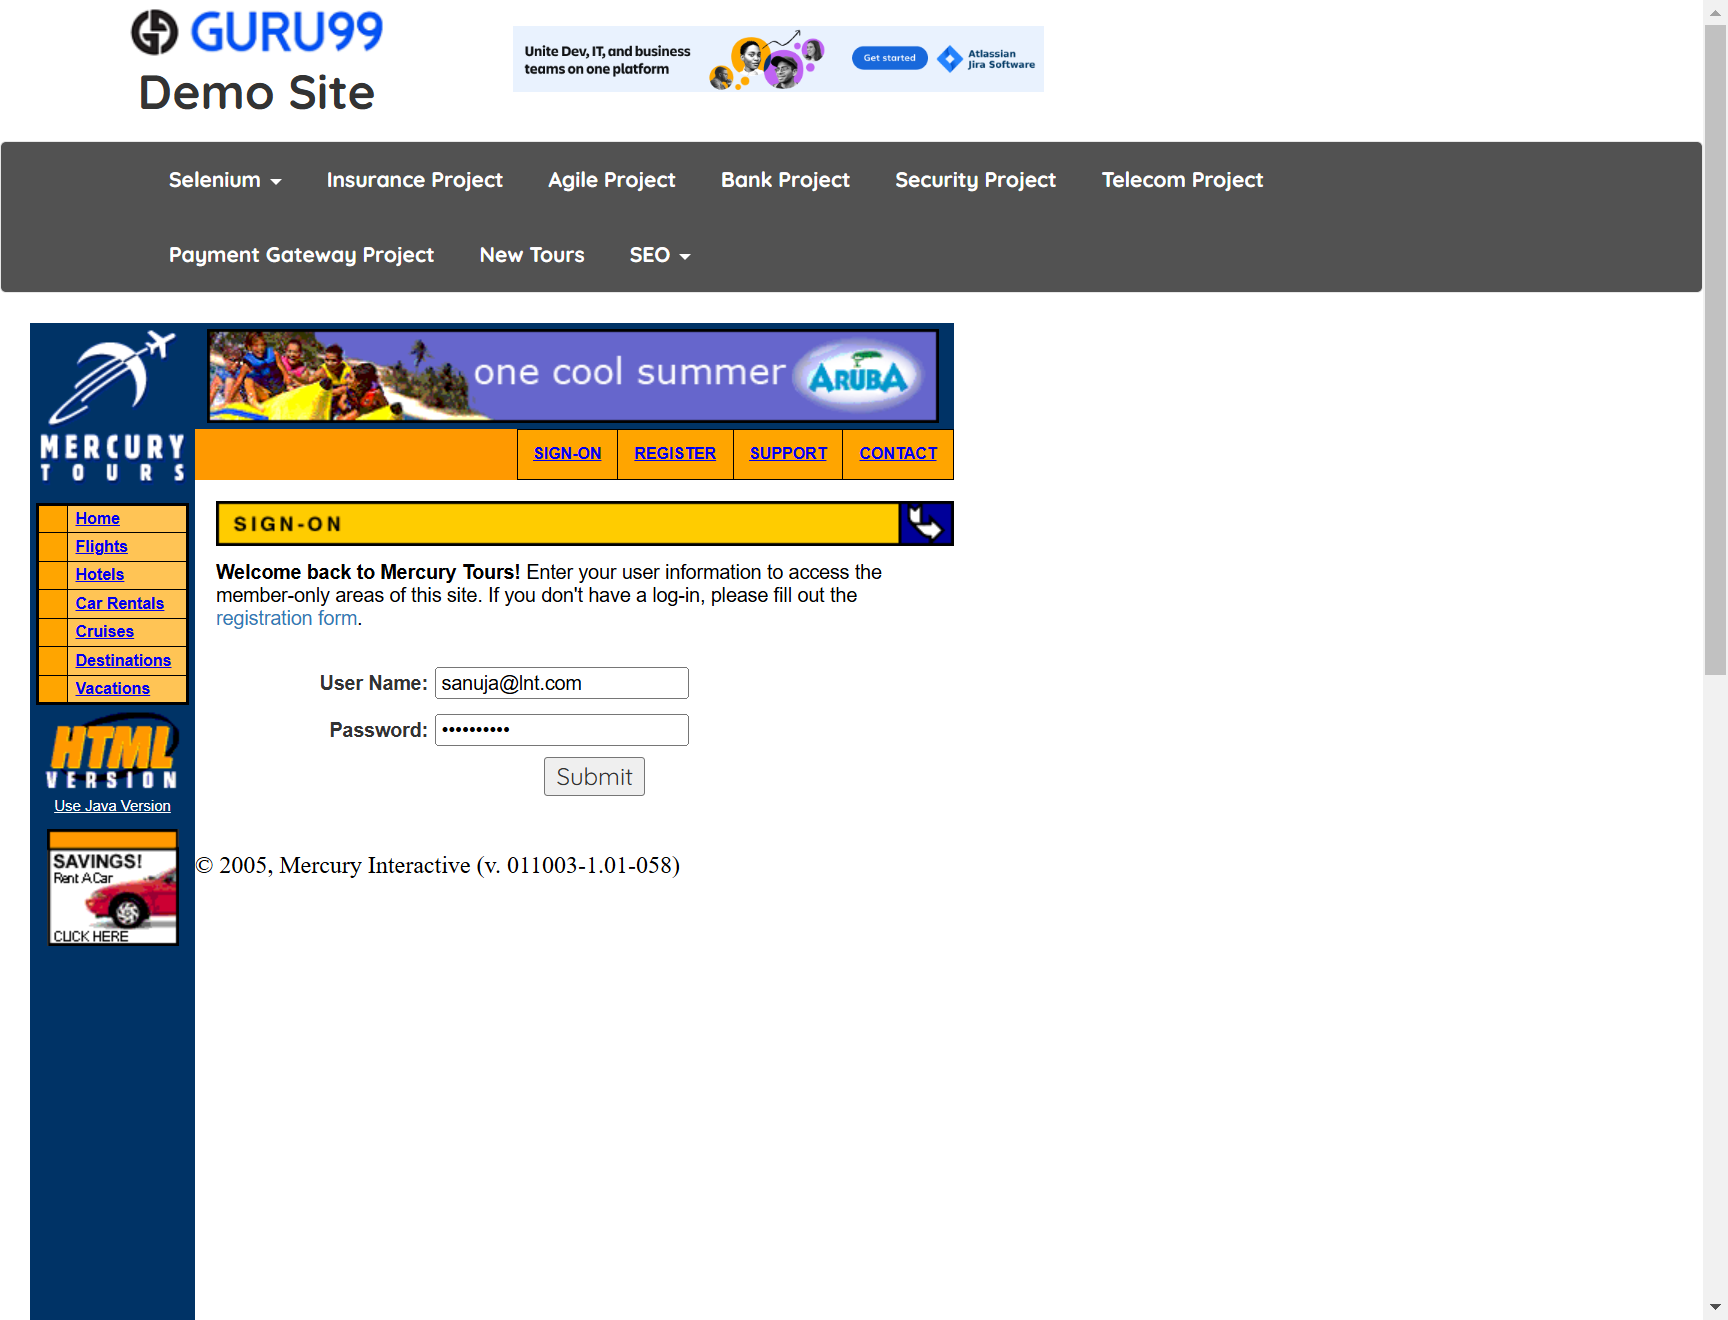 GURU99
Demo Site
Unite Dev, IT, and business
teams on one platform
Get started
Atlassian
Jira Software
Selenium
Insurance Project
Agile Project
Bank Project
Security Project
Telecom Project
Payment Gateway Project
New Tours
SEO
one cool summer
ARUBA
MERCURY
TOURS
SIGN-ON
REGISTER
SUPPORT
CONTACT
Home
Flights
Hotels
Car Rentals
Cruises
Destinations
Vacations
HTML
VERSION
Use Java Version
SAVINGS!
Rent A Car
CLICK HERE
SIGN-ON
Welcome back to Mercury Tours! Enter your user information to access the
member-only areas of this site. If you don't have a log-in, please fill out the
registration form.
User Name: sanuja@lnt.com
Password: ••••••••••
Submit
© 2005, Mercury Interactive (v. 011003-1.01-058)